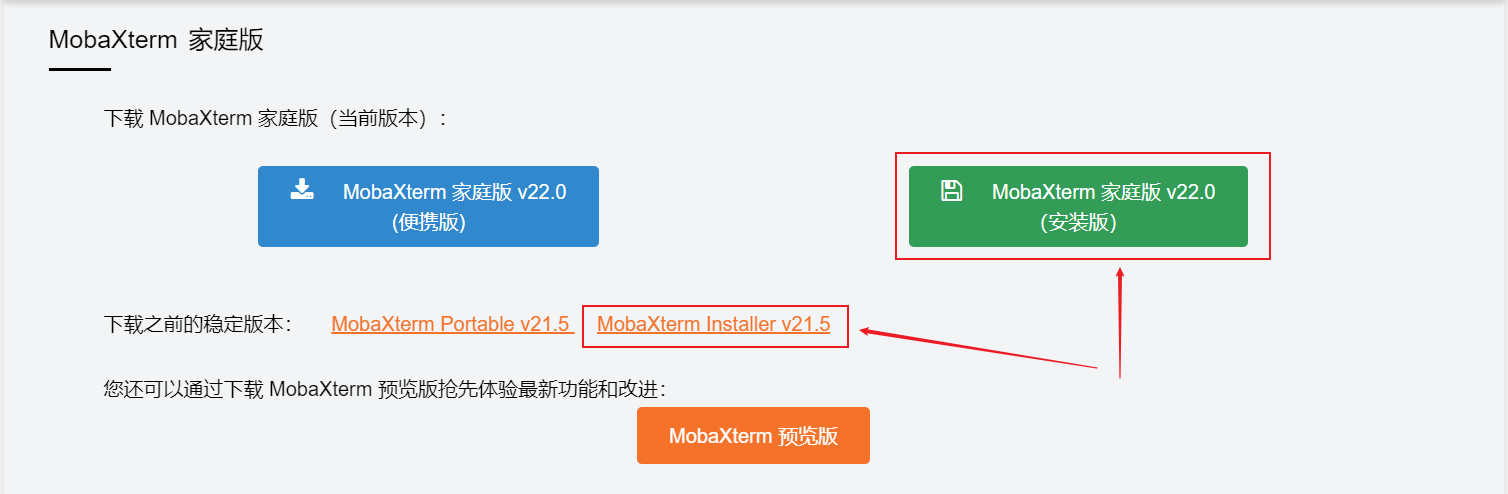 MobaXterm 家庭版
下载 MobaXterm 家庭版（当前版本）：
MobaXterm 家庭版 v22.0
(便携版)
MobaXterm 家庭版 v22.0
(安装版)
下载之前的稳定版本： MobaXterm Portable v21.5 MobaXterm Installer v21.5
您还可以通过下载 MobaXterm 预览版抢先体验最新功能和改进：
MobaXterm 预览版